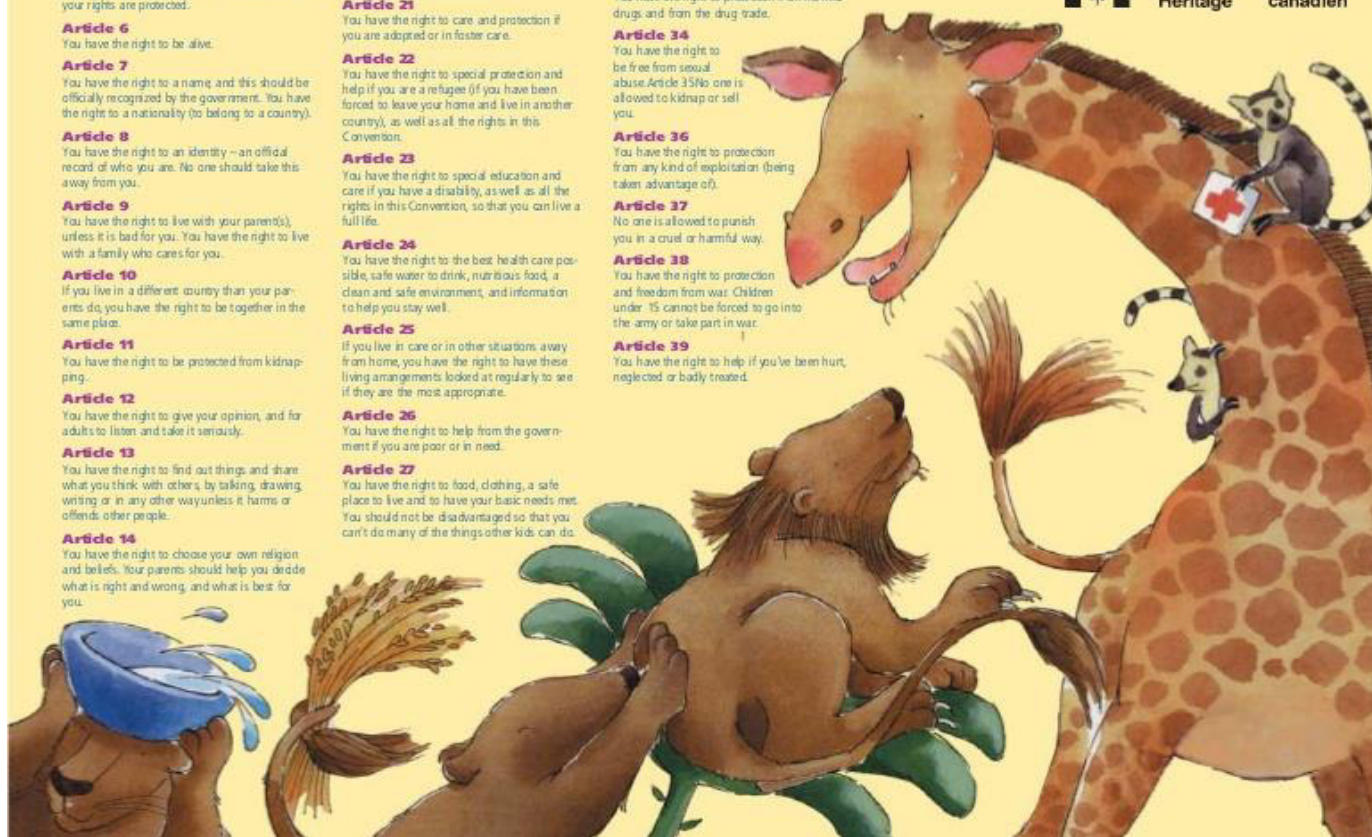 your rights are protected.
Article 6
You have the right to be alive.
Article 7
You have the right to a name, and this should be
officially recognized by the government. You have
the right to a nationality (to belong to a country).
Article 8
You have the right to an identity – an official
record of who you are. No one should take this
away from you.
Article 9
You have the right to live with your parent(s),
unless it is bad for you. You have the right to live
with a family who cares for you.
Article 10
If you live in a different country than your par-
ents do, you have the right to be together in the
same place.
Article 11
You have the right to be protected from kidnap-
ping.
Article 12
You have the right to give your opinion, and for
adults to listen and take it seriously.
Article 13
You have the right to find out things and share
what you think with others, by talking, drawing,
writing or in any other way unless it harms or
offends other people.
Article 14
You have the right to choose your own religion
and beliefs. Your parents should help you decide
what is right and wrong, and what is best for
you.
Article 21
You have the right to care and protection if
you are adopted or in foster care.
Article 22
You have the right to special protection and
help if you are a refugee (if you have been
forced to leave your home and live in another
country), as well as all the rights in this
Convention.
Article 23
You have the right to special education and
care if you have a disability, as well as all the
rights in this Convention, so that you can live a
full life.
Article 24
You have the right to the best health care pos-
sible, safe water to drink, nutritious food, a
clean and safe environment, and information
to help you stay well.
Article 25
If you live in care or in other situations away
from home, you have the right to have these
living arrangements looked at regularly to see
if they are the most appropriate.
Article 26
You have the right to help from the govern-
ment if you are poor or in need.
Article 27
You have the right to food, clothing, a safe
place to live and to have your basic needs met.
You should not be disadvantaged so that you
can't do many of the things other kids can do.
drugs and from the drug trade.
Article 34
You have the right to
be free from sexual
abuse.Article 35No one is
allowed to kidnap or sell
you.
Article 36
You have the right to protection
from any kind of exploitation (being
taken advantage of).
Article 37
No one is allowed to punish
you in a cruel or harmful way.
Article 38
You have the right to protection
and freedom from war. Children
under 15 cannot be forced to go into
the army or take part in war.
Article 39
You have the right to help if you've been hurt,
neglected or badly treated.
Heritage canadien